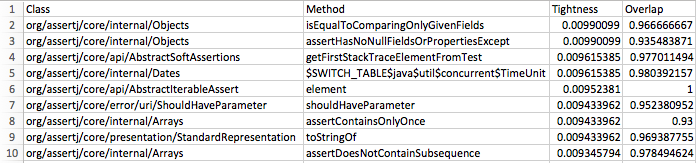 1 Class Method Tightness Overlap
2 org/assertj/core/internal/Objects isEqualToComparingOnlyGivenFields 0.00990099 0.966666667
3 org/assertj/core/internal/Objects assertHasNoNullFieldsOrPropertiesExcept 0.00990099 0.935483871
4 org/assertj/core/api/AbstractSoftAssertions getFirstStackTraceElementFromTest 0.009615385 0.977011494
5 org/assertj/core/internal/Dates $SWITCH_TABLE$java$util$concurrent$TimeUnit 0.009615385 0.980392157
6 org/assertj/core/api/AbstractIterableAssert element 0.00952381 1
7 org/assertj/core/error/uri/ShouldHaveParameter shouldHaveParameter 0.009433962 0.952380952
8 org/assertj/core/internal/Arrays assertContainsOnlyOnce 0.009433962 0.93
9 org/assertj/core/presentation/StandardRepresentation toStringOf 0.009433962 0.969387755
10 org/assertj/core/internal/Arrays assertDoesNotContainSubsequence 0.009345794 0.978494624